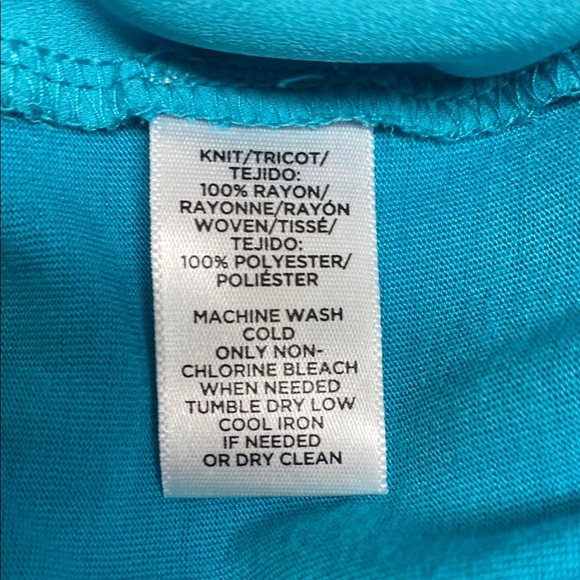 KNIT/TRICOT/
TEJIDO:
100% RAYON/
RAYONNE/RAYÓN
WOVEN/TISSÉ/
TEJIDO:
100% POLYESTER/
POLIÉSTER
MACHINE WASH
COLD
ONLY NON-
CHLORINE BLEACH
WHEN NEEDED
TUMBLE DRY LOW
COOL IRON
IF NEEDED
OR DRY CLEAN